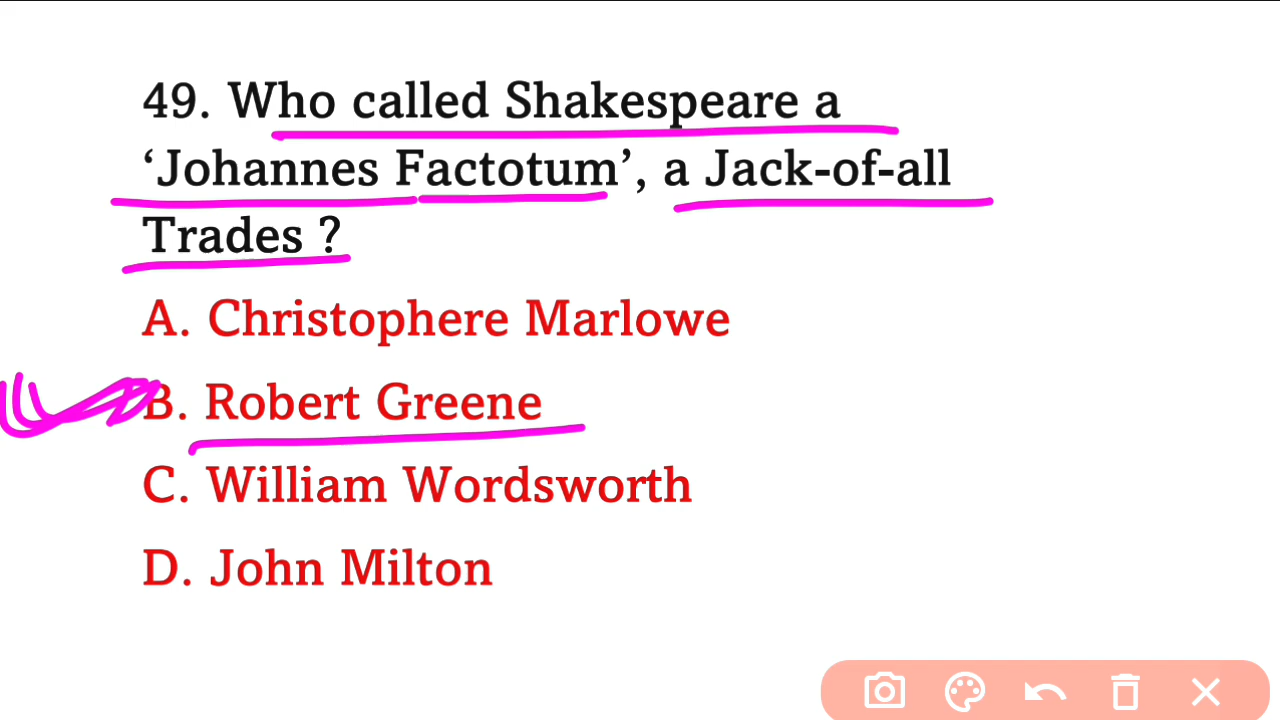 49. Who called Shakespeare a
‘Johannes Factotum’, a Jack-of-all
Trades ?
A. Christophere Marlowe
B. Robert Greene
C. William Wordsworth
D. John Milton